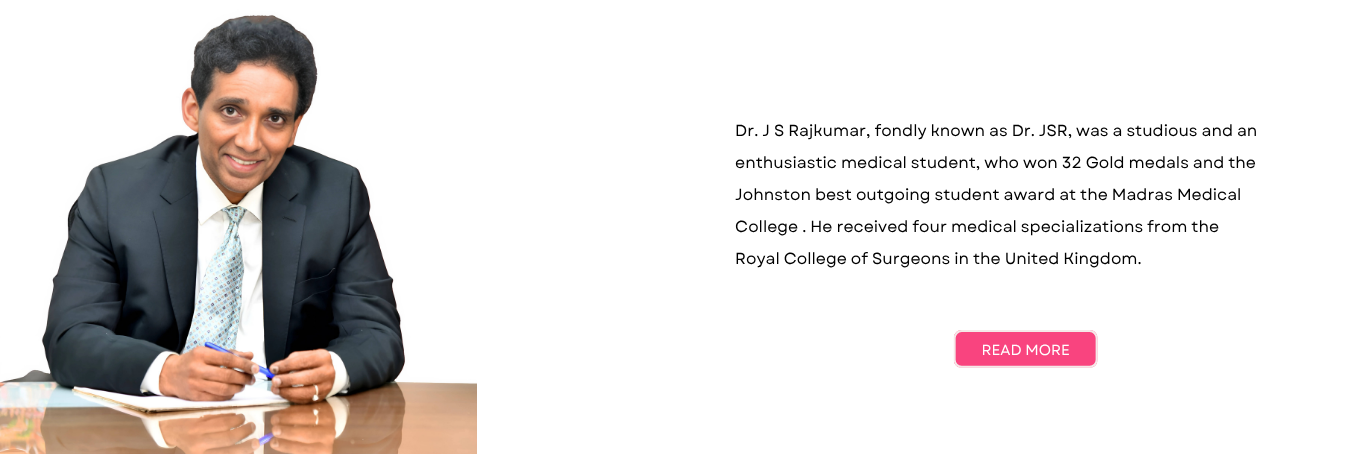 Dr. J S Rajkumar, fondly known as Dr. JSR, was a studious and an
enthusiastic medical student, who won 32 Gold medals and the
Johnston best outgoing student award at the Madras Medical
College . He received four medical specializations from the
Royal College of Surgeons in the United Kingdom.
READ MORE